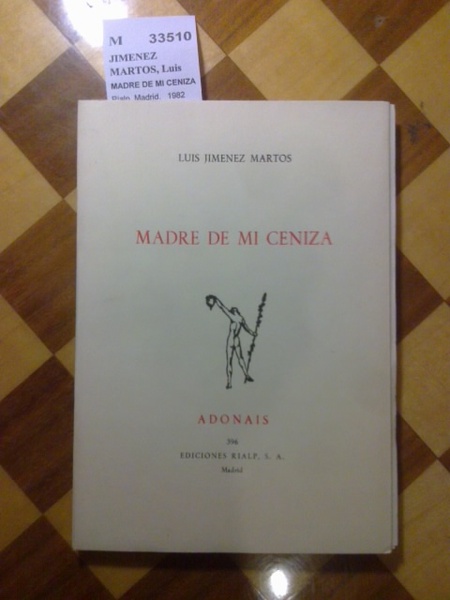 M 33510
JIMENEZ
MARTOS, Luis
MADRE DE MI CENIZA
Rialp. Madrid. 1982
LUIS JIMENEZ MARTOS
MADRE DE MI CENIZA
ADONAIS
394
EDICIONES RIALP, S. A.
Madrid